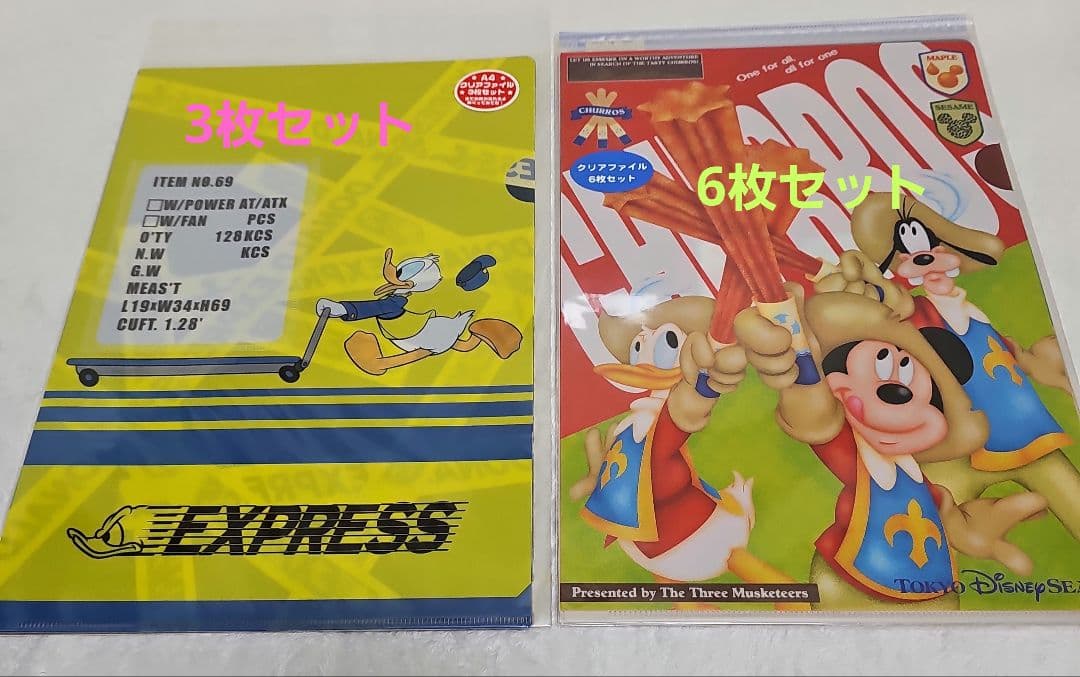 A4
クリアファイル
3枚セット
3枚セット
ITEM NO.69
W/POWER AT/ATX
W/FAN PCS
O'TY 128KCS
N.W KCS
G.W
MEAS'T
L19xW34xH69
CUFT. 1.28'
EXPRESS
LET US EMBARK ON A WORTHY ADVENTURE
IN SEARCH OF THE TASTY CHURROS!
One for all,
all for one
MAPLE
SESAME
CHURROS
クリアファイル
6枚セット
6枚セット
Presented by The Three Musketeers
TOKYO DISNEYSEA